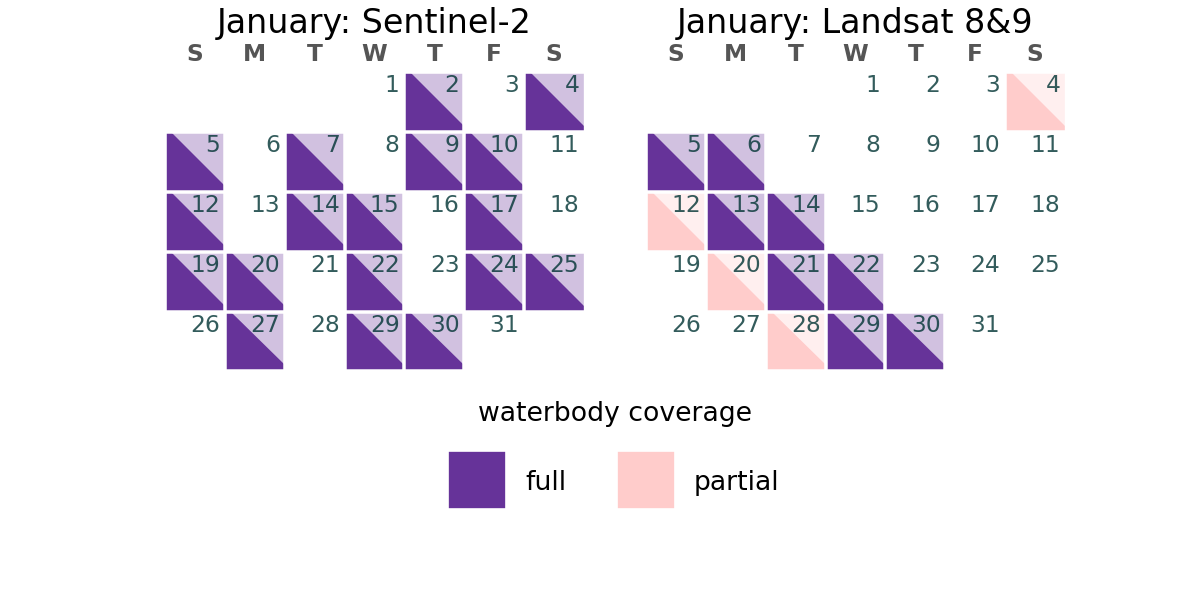 January: Sentinel-2
S M T W T F S
1 2 3 4
5 6 7 8 9 10 11
12 13 14 15 16 17 18
19 20 21 22 23 24 25
26 27 28 29 30 31
January: Landsat 8&9
S M T W T F S
1 2 3 4
5 6 7 8 9 10 11
12 13 14 15 16 17 18
19 20 21 22 23 24 25
26 27 28 29 30 31
waterbody coverage
full partial